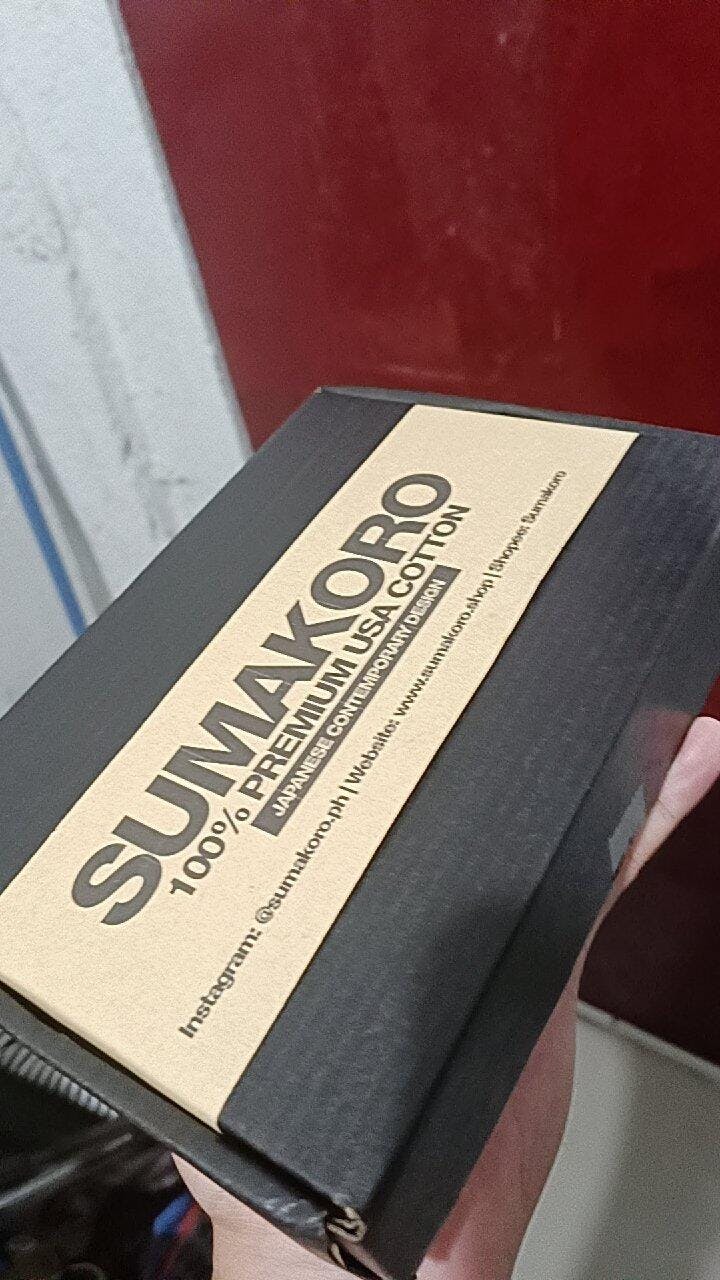 SUMAKORO
100% PREMIUM USA COTTON
JAPANESE CONTEMPORARY DESIGN
Instagram: @sumakoro.ph | Website: www.sumakoro.shop | Shopee: Sumakoro